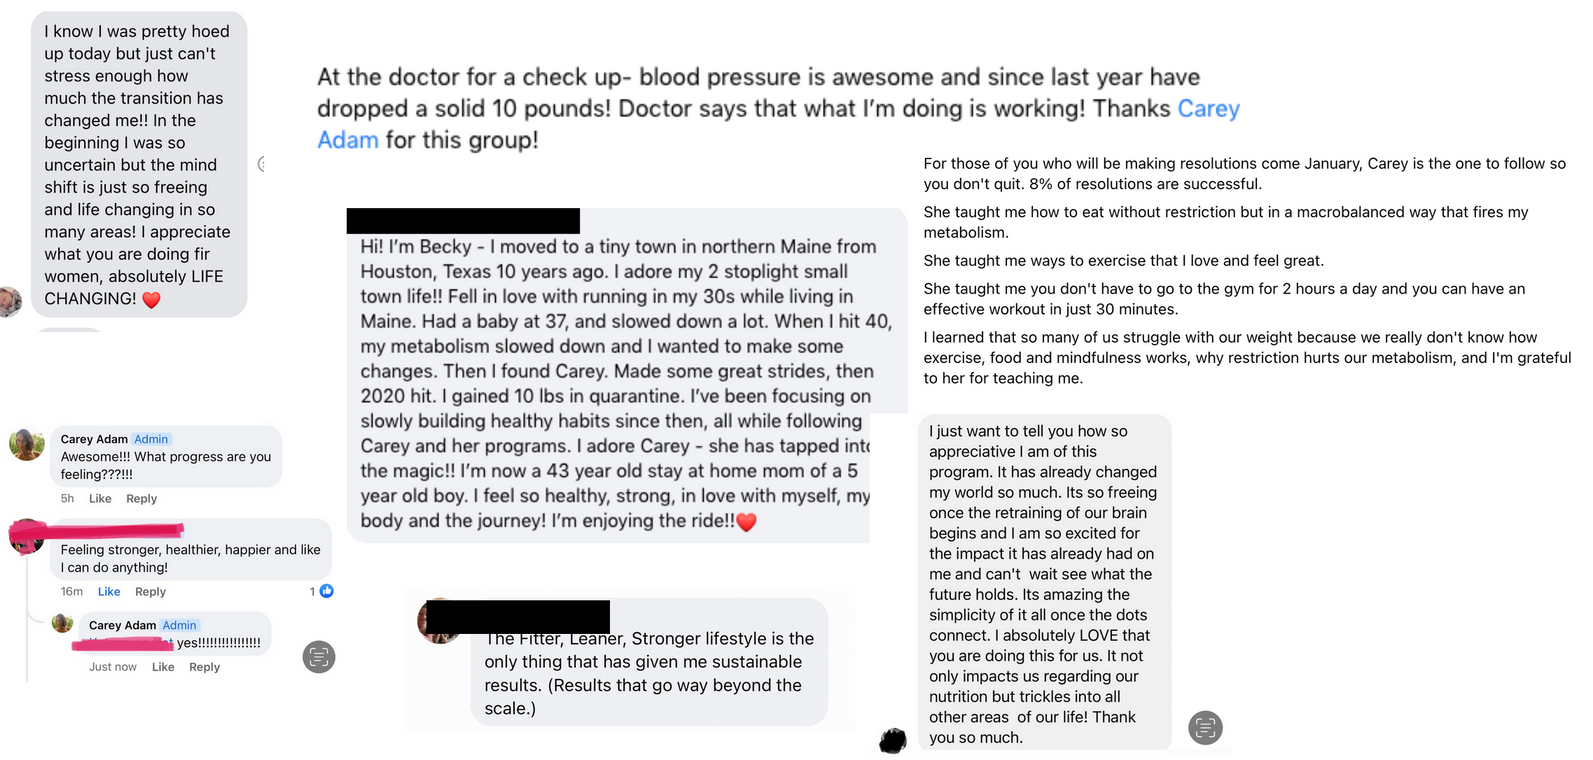 I know I was pretty hoed
up today but just can't
stress enough how
much the transition has
changed me!! In the
beginning I was so
uncertain but the mind
shift is just so freeing
and life changing in so
many areas! I appreciate
what you are doing fir
women, absolutely LIFE
CHANGING! ❤️
At the doctor for a check up- blood pressure is awesome and since last year have
dropped a solid 10 pounds! Doctor says that what I'm doing is working! Thanks Carey
Adam for this group!
For those of you who will be making resolutions come January, Carey is the one to follow so
you don't quit. 8% of resolutions are successful.
She taught me how to eat without restriction but in a macrobalanced way that fires my
metabolism.
She taught me ways to exercise that I love and feel great.
She taught me you don't have to go to the gym for 2 hours a day and you can have an
effective workout in just 30 minutes.
I learned that so many of us struggle with our weight because we really don't know how
exercise, food and mindfulness works, why restriction hurts our metabolism, and I'm grateful
to her for teaching me.
Hi! I'm Becky - I moved to a tiny town in northern Maine from
Houston, Texas 10 years ago. I adore my 2 stoplight small
town life!! Fell in love with running in my 30s while living in
Maine. Had a baby at 37, and slowed down a lot. When I hit 40,
my metabolism slowed down and I wanted to make some
changes. Then I found Carey. Made some great strides, then
2020 hit. I gained 10 lbs in quarantine. I've been focusing on
slowly building healthy habits since then, all while following
Carey and her programs. I adore Carey - she has tapped into
the magic!! I'm now a 43 year old stay at home mom of a 5
year old boy. I feel so healthy, strong, in love with myself, my
body and the journey! I'm enjoying the ride!!❤️
Carey Adam Admin
Awesome!!! What progress are you
feeling???!!!
5h Like Reply
Feeling stronger, healthier, happier and like
I can do anything!
16m Like Reply 1
Carey Adam Admin
yes!!!!!!!!!!!!!!!!
Just now Like Reply
The Fitter, Leaner, Stronger lifestyle is the
only thing that has given me sustainable
results. (Results that go way beyond the
scale.)
I just want to tell you how so
appreciative I am of this
program. It has already changed
my world so much. Its so freeing
once the retraining of our brain
begins and I am so excited for
the impact it has already had on
me and can't wait see what the
future holds. Its amazing the
simplicity of it all once the dots
connect. I absolutely LOVE that
you are doing this for us. It not
only impacts us regarding our
nutrition but trickles into all
other areas of our life! Thank
you so much.